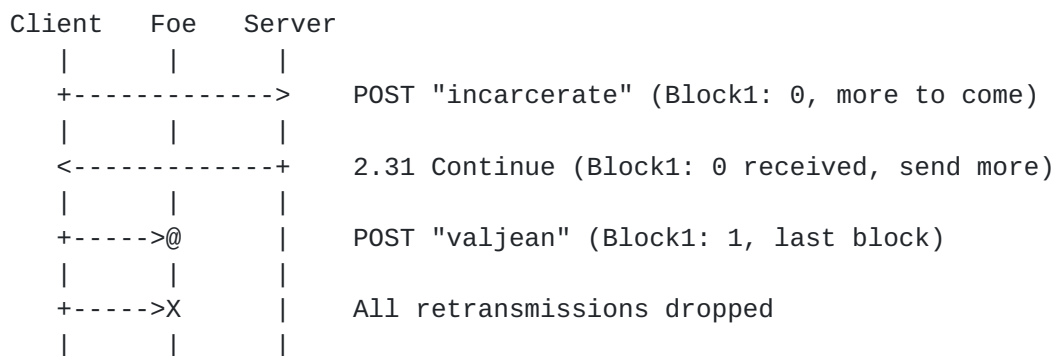 Client   Foe   Server
   |      |      |
   +------------->    POST "incarcerate" (Block1: 0, more to come)
   |      |      |
   <-------------+    2.31 Continue (Block1: 0 received, send more)
   |      |      |
   +----->@      |    POST "valjean" (Block1: 1, last block)
   |      |      |
   +----->X      |    All retransmissions dropped
   |      |      |